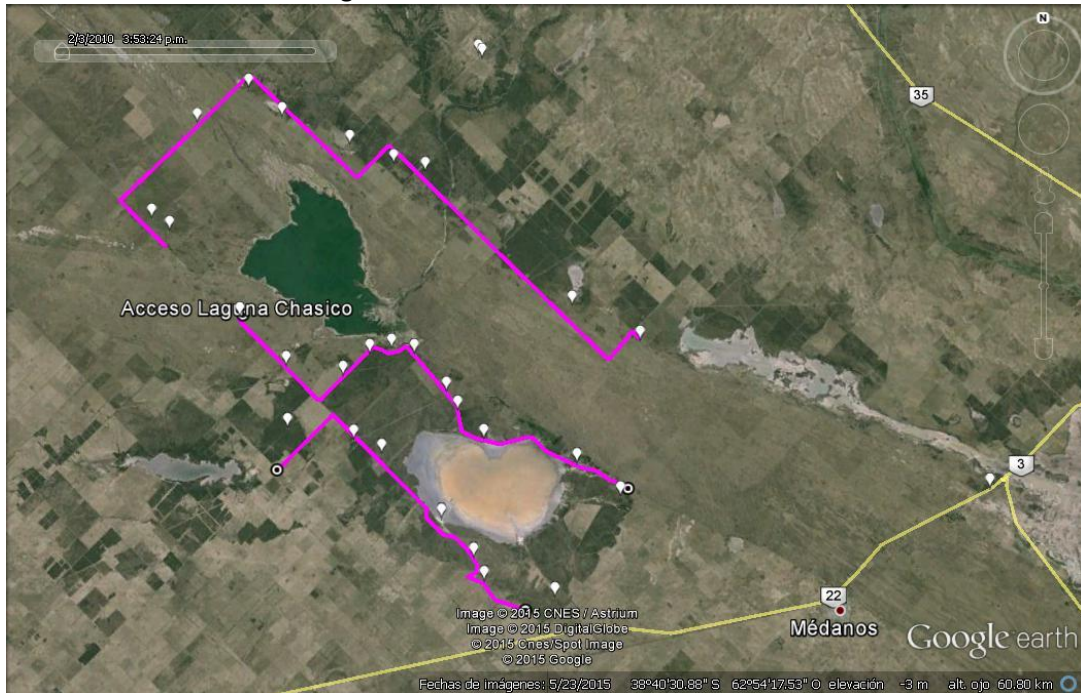 2/3/2010   3:53:24 p.m.
N
35
Acceso Laguna Chasico
3
22
Médanos
Image © 2015 CNES / Astrium
Image © 2015 DigitalGlobe
© 2015 Cnes/Spot Image
© 2015 Google
Google earth
Fechas de imágenes: 5/23/2015   38°40'30.88" S   62°54'17.53" O   elevación   -3 m   alt. ojo   60.80 km